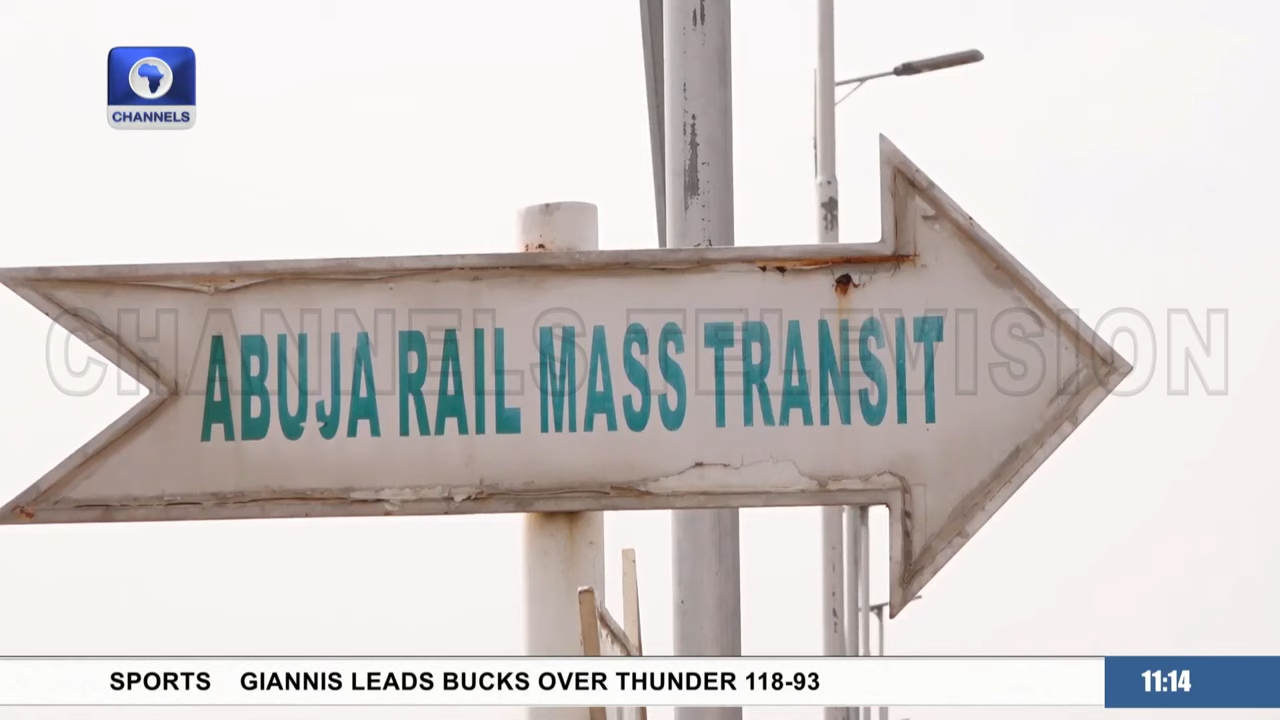 CHANNELS
CHANNELS TELEVISION
ABUJA RAIL MASS TRANSIT
SPORTS GIANNIS LEADS BUCKS OVER THUNDER 118-93
11:14